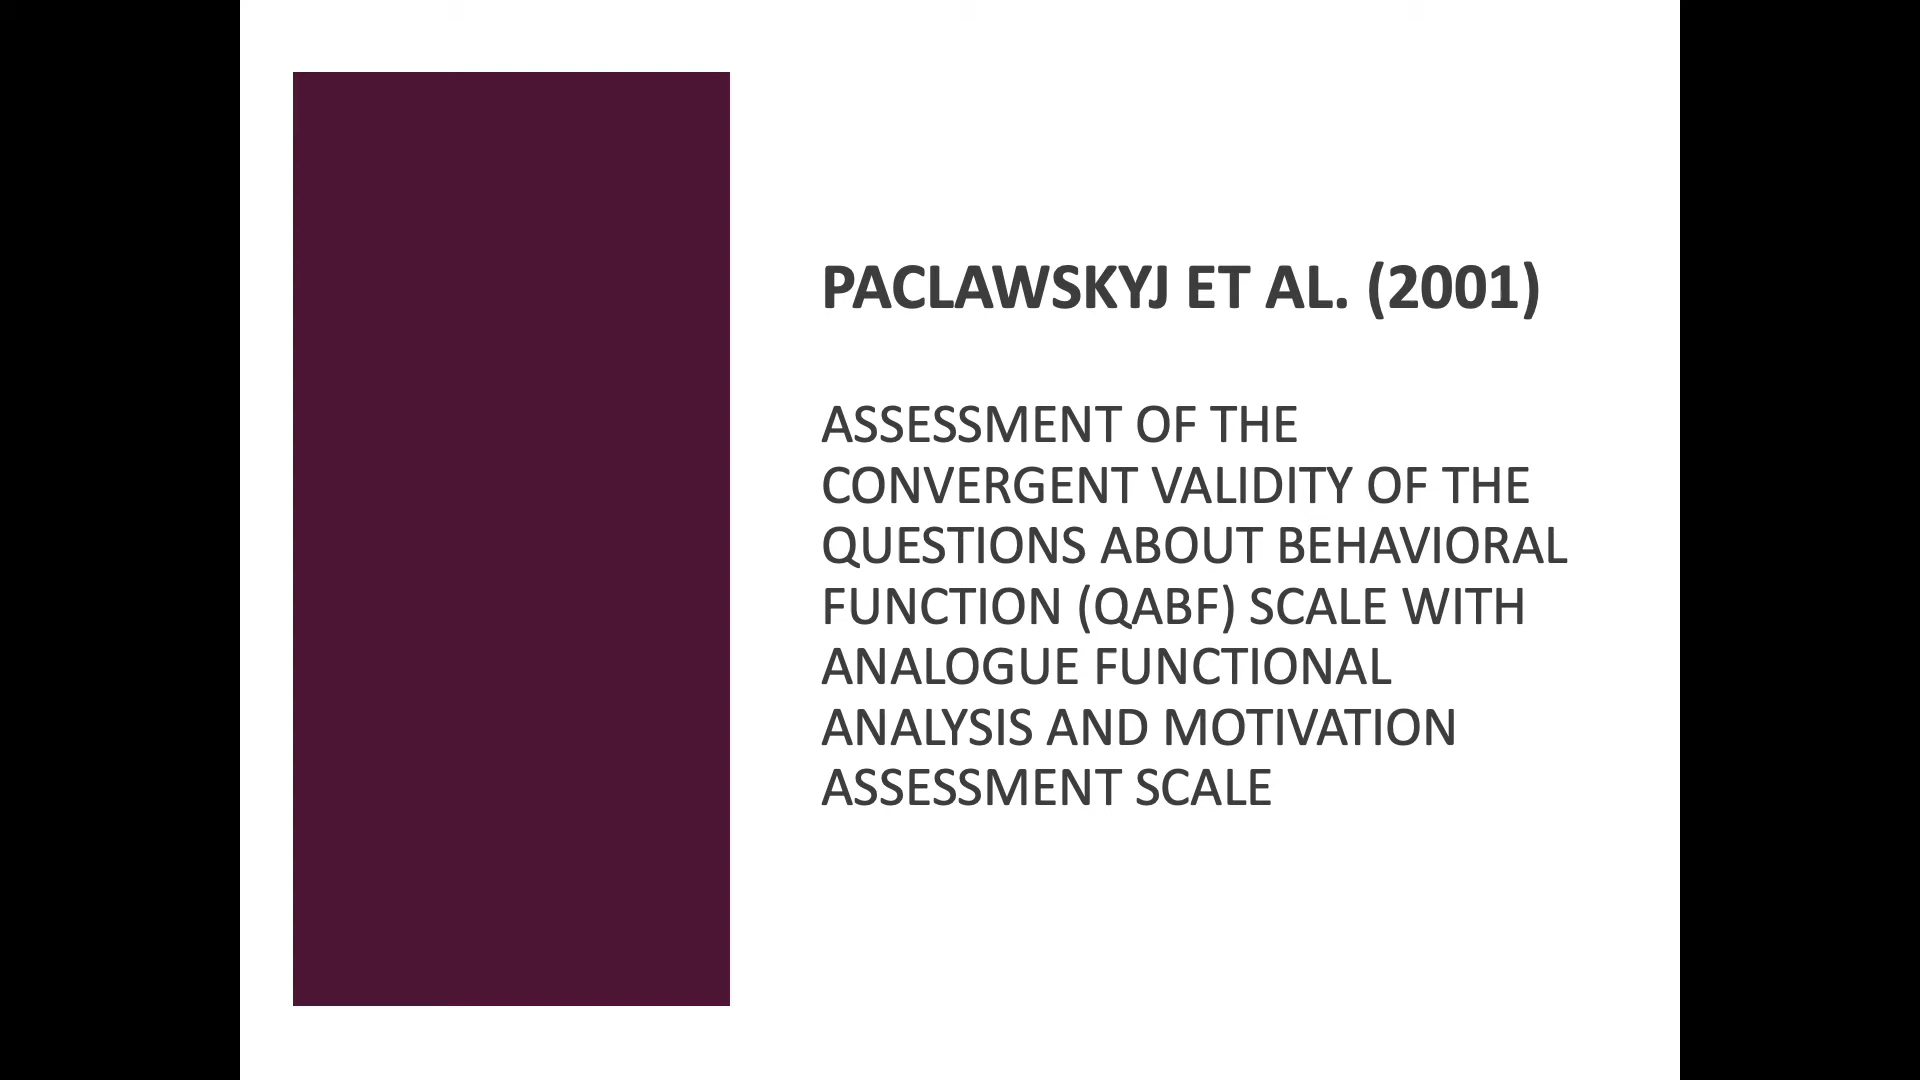 PACLAWSKYJ ET AL. (2001)
ASSESSMENT OF THE
CONVERGENT VALIDITY OF THE
QUESTIONS ABOUT BEHAVIORAL
FUNCTION (QABF) SCALE WITH
ANALOGUE FUNCTIONAL
ANALYSIS AND MOTIVATION
ASSESSMENT SCALE